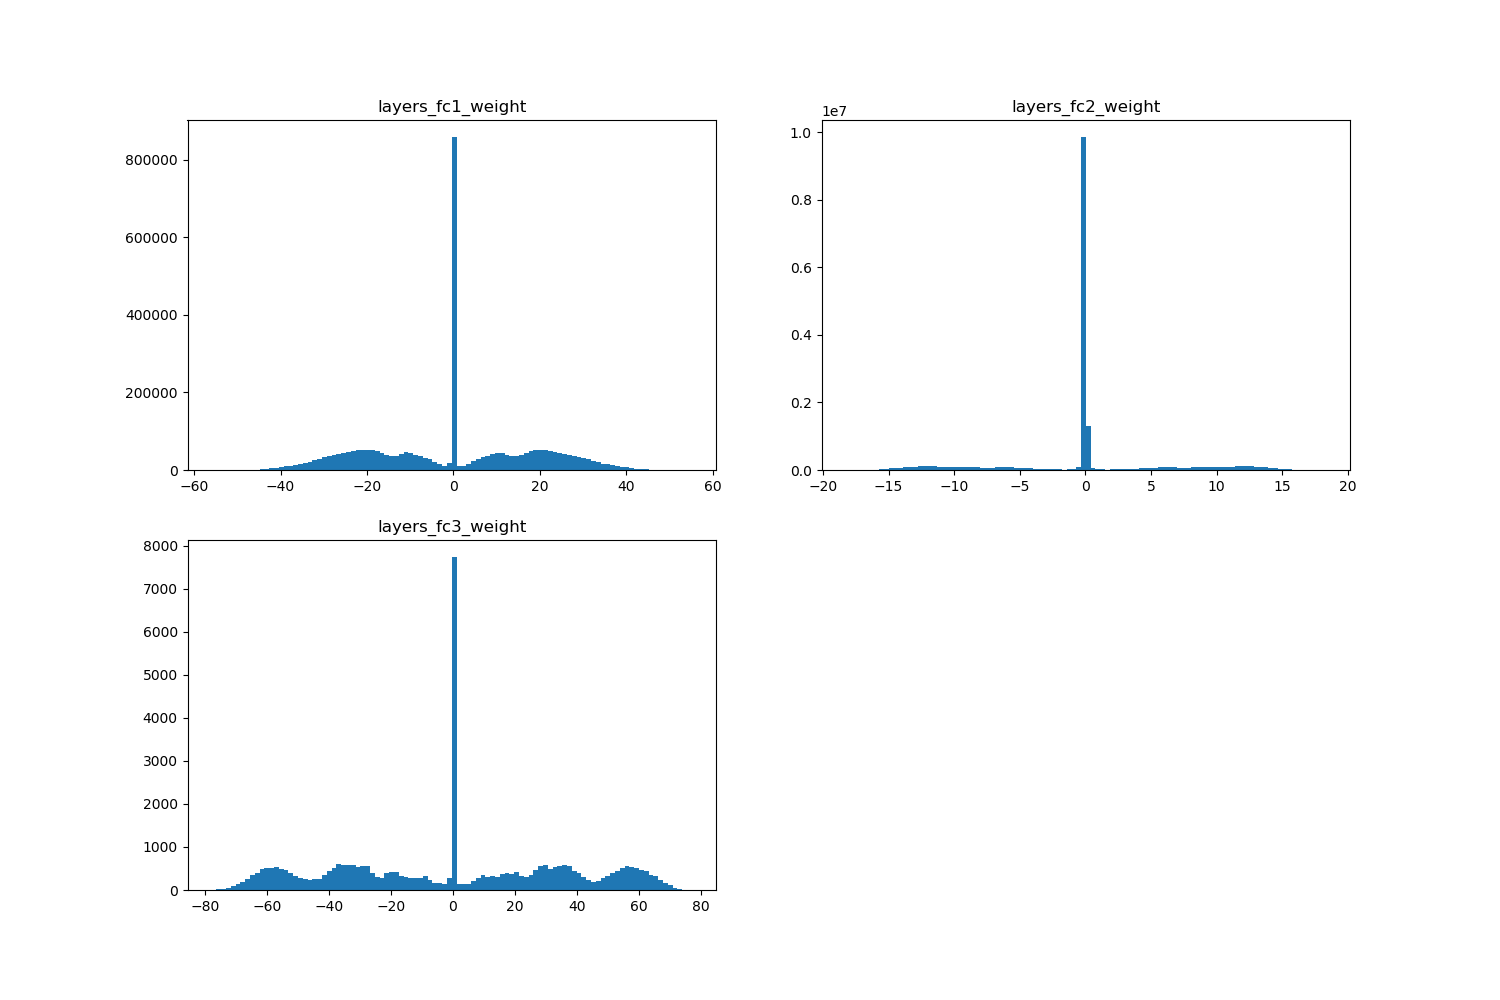 layers_fc1_weight
800000
600000
400000
200000
0
−60 −40 −20 0 20 40 60
layers_fc2_weight
1e7
1.0
0.8
0.6
0.4
0.2
0.0
−20 −15 −10 −5 0 5 10 15 20
layers_fc3_weight
8000
7000
6000
5000
4000
3000
2000
1000
0
−80 −60 −40 −20 0 20 40 60 80